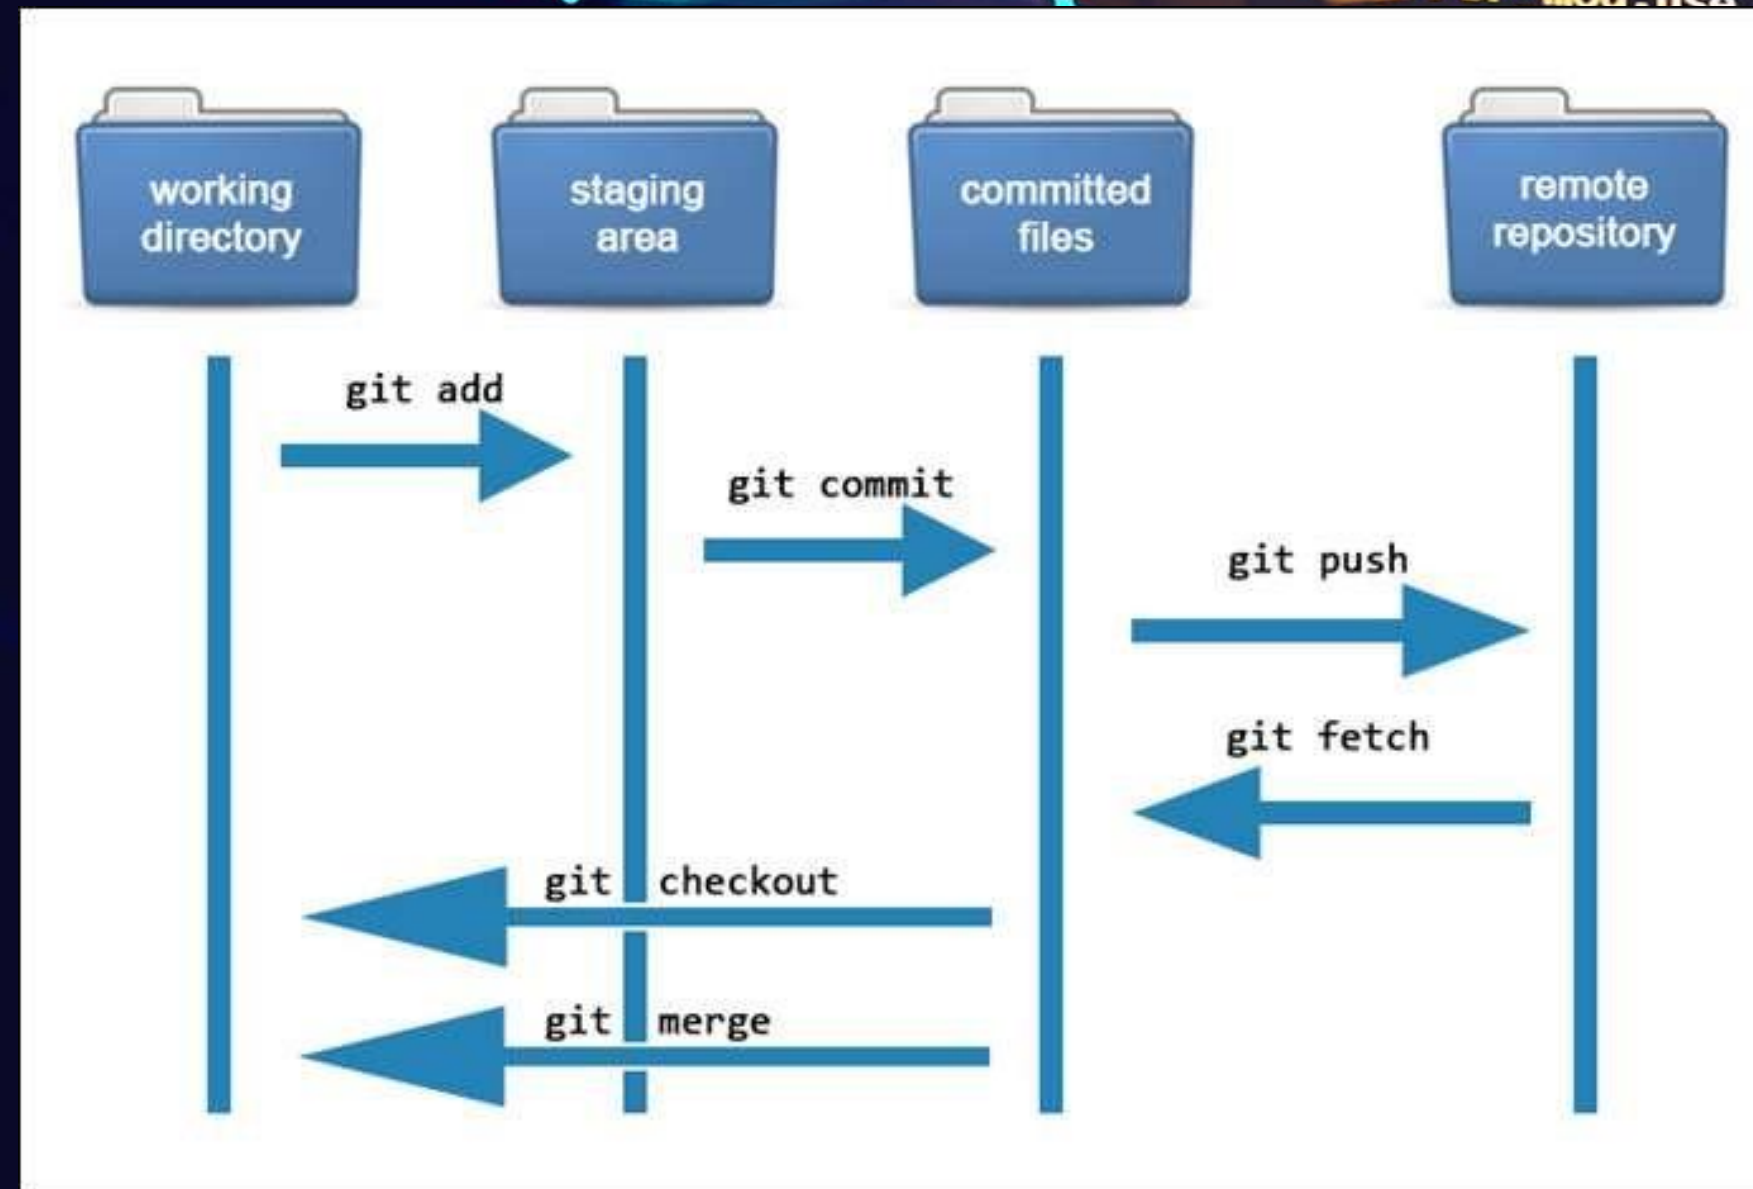 working
directory
staging
area
committed
files
remote
repository
git add
git commit
git push
git fetch
git checkout
git merge